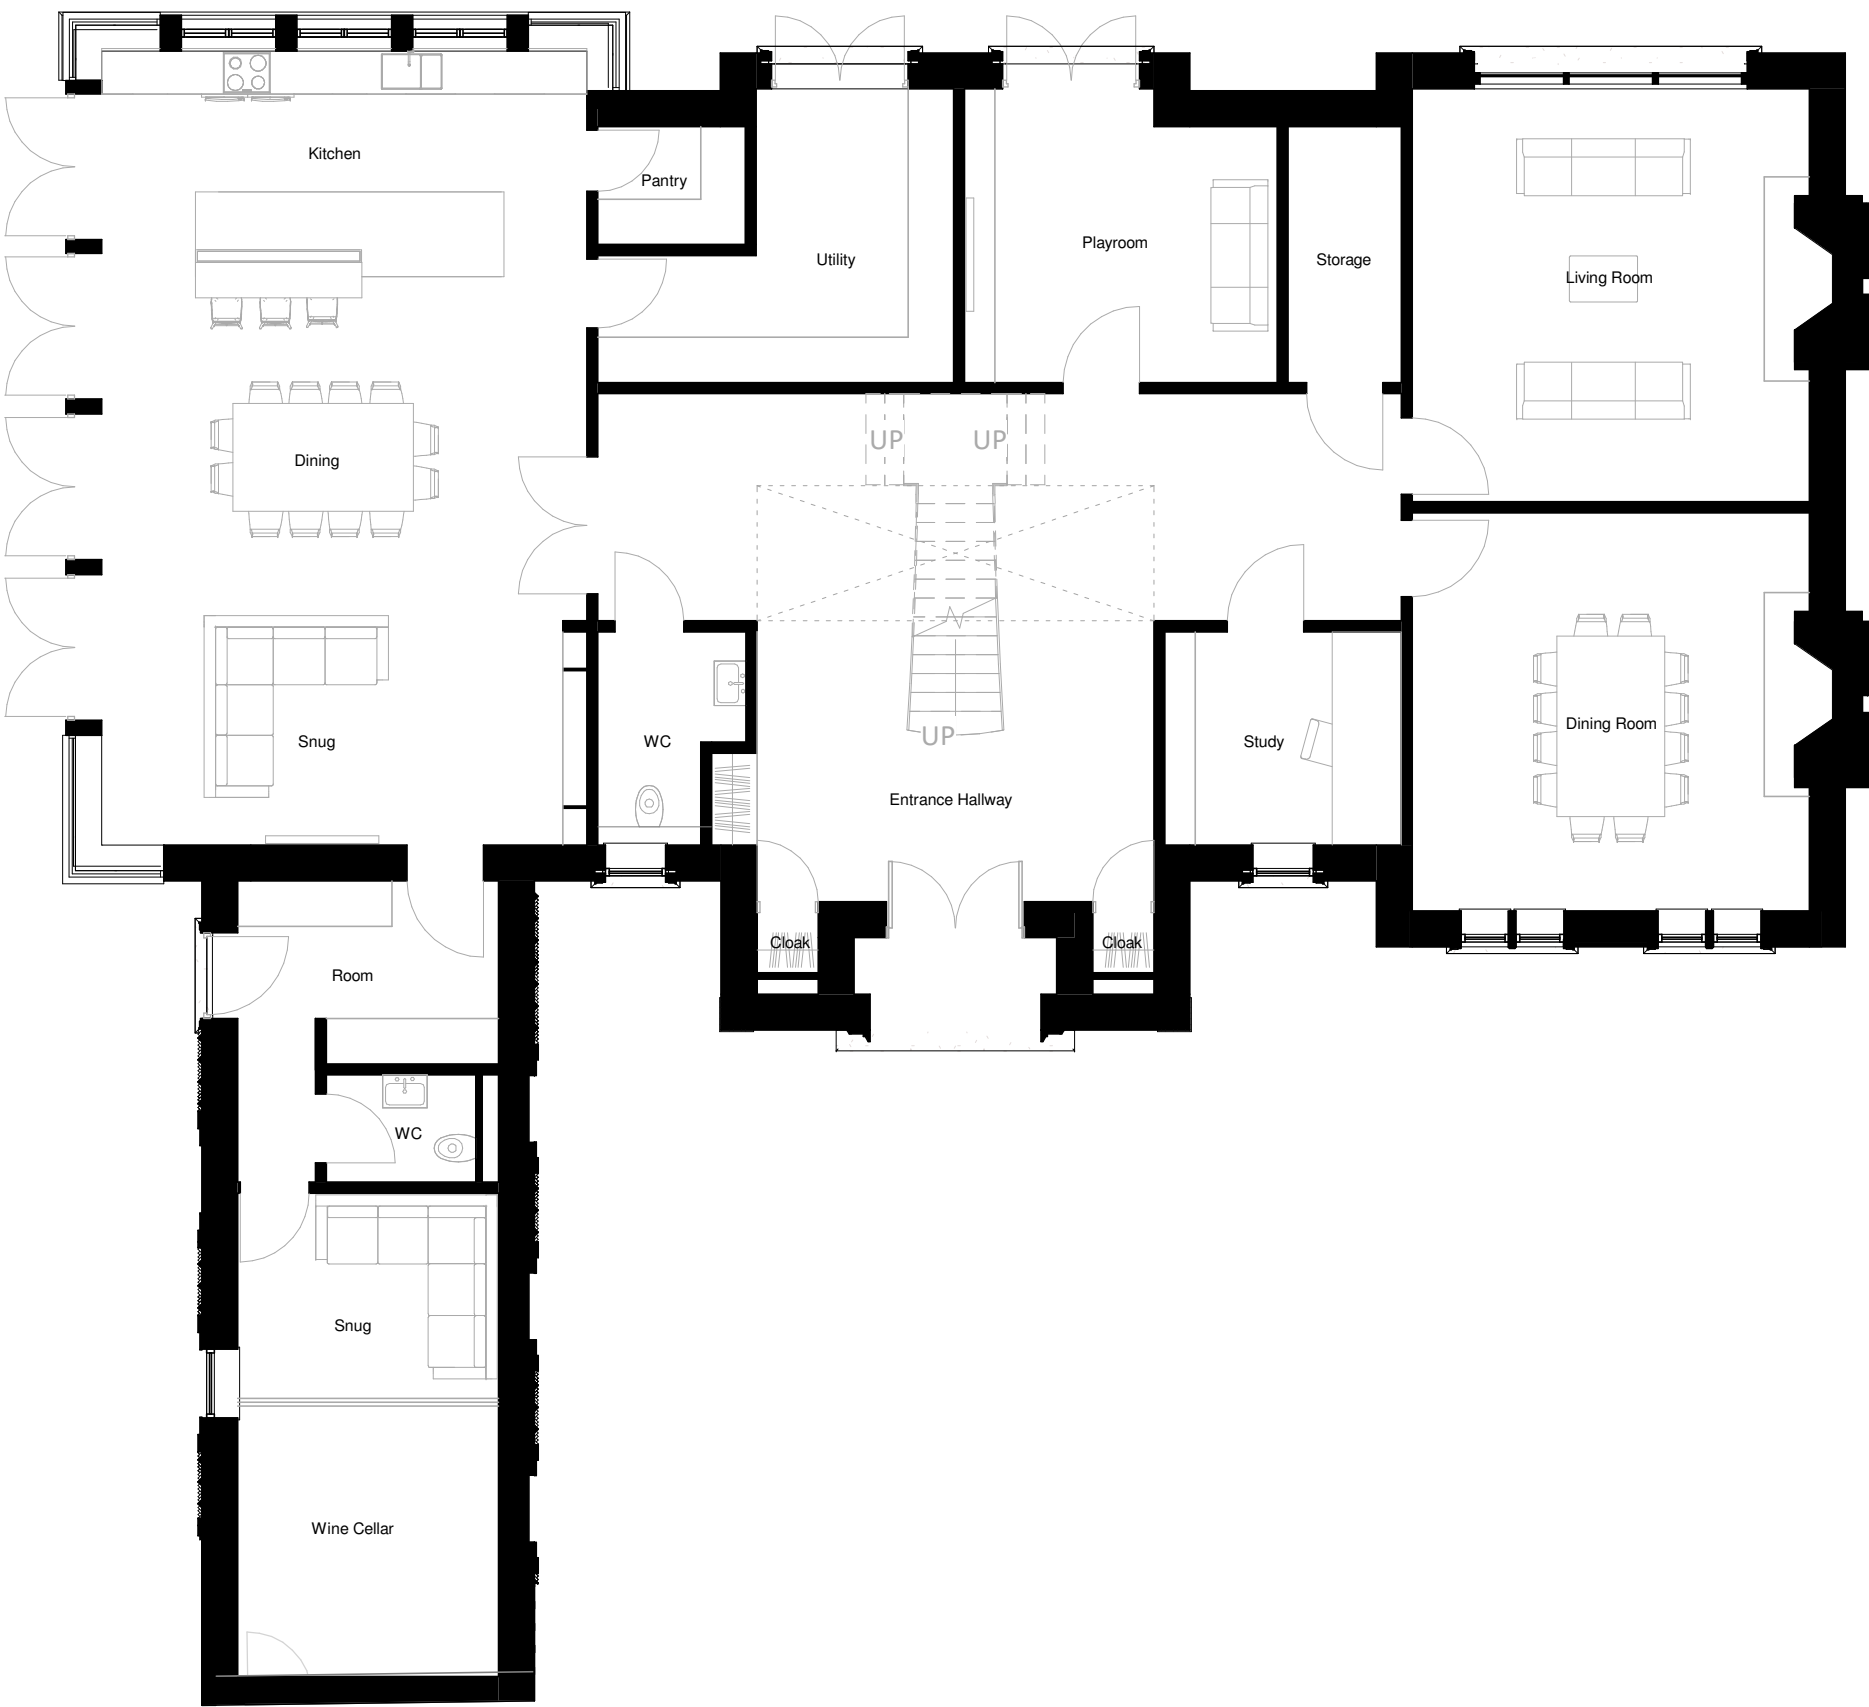 Kitchen
Pantry
Utility
Playroom
Storage
Living Room
UP
UP
Dining
Dining Room
Snug
WC
UP
Study
Entrance Hallway
Cloak
Cloak
Room
WC
Snug
Wine Cellar